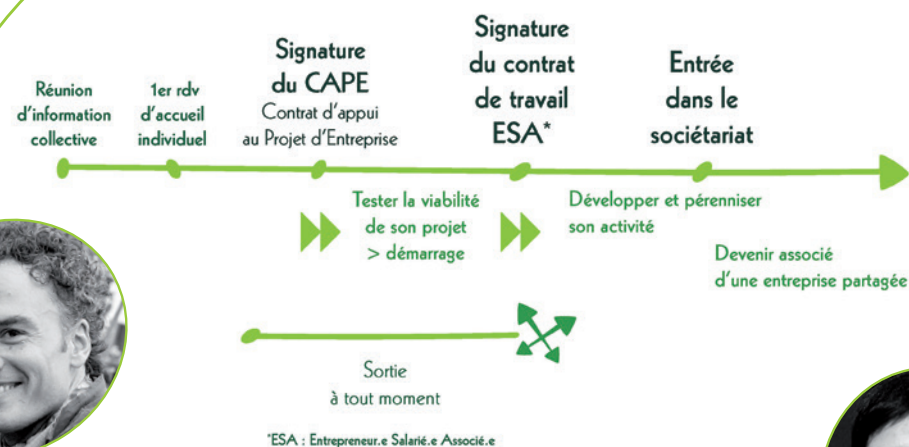 Réunion
d'information
collective
1er rdv
d'accueil
individuel
Signature
du CAPE
Contrat d'appui
au Projet d'Entreprise
Signature
du contrat
de travail
ESA*
Entrée
dans le
sociétariat
Tester la viabilité
de son projet
> démarrage
Développer et pérenniser
son activité
Devenir associé
d'une entreprise partagée
Sortie
à tout moment
*ESA : Entrepreneur.e Salarié.e Associé.e